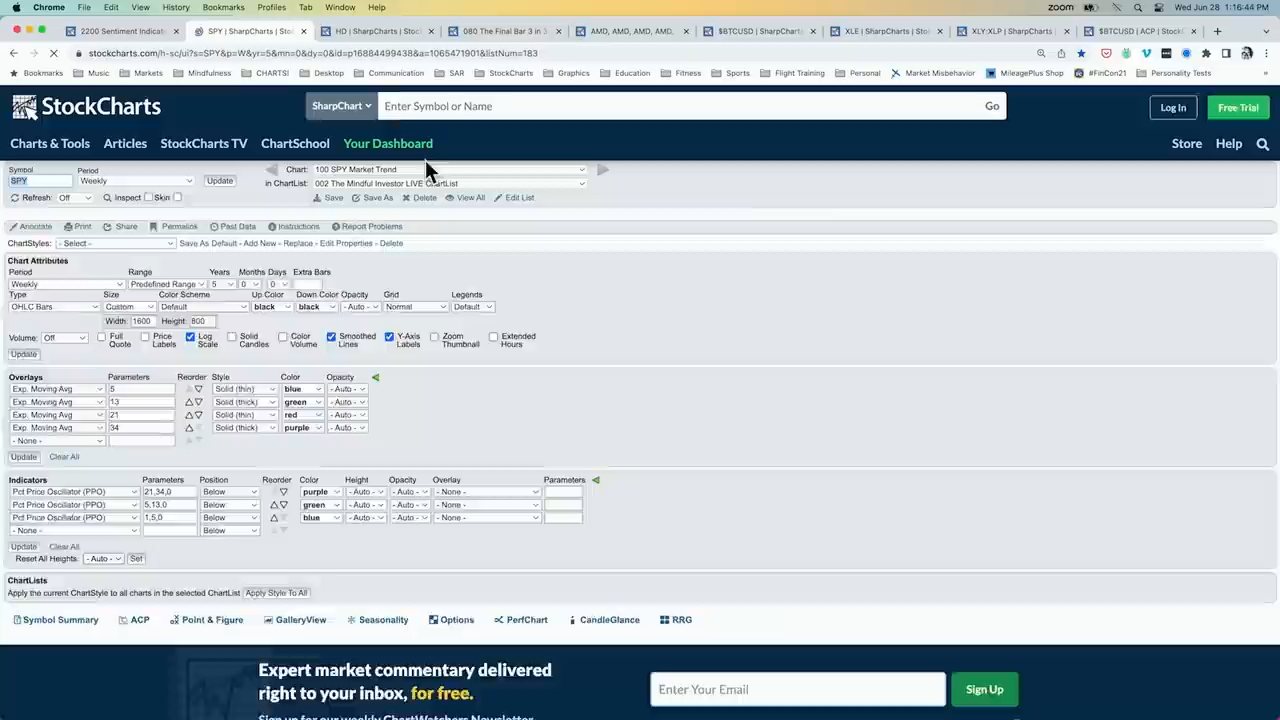 Chrome File Edit View History Bookmarks Profiles Tab Window Help zoom Wed Jun 28 1:16:44 PM
2200 Sentiment Indicat SPY | SharpChart | Sto HD | SharpCharts | Stoc 080 The Final Bar 3 in 3 AMD, AMD, AMD, AMD, $BTCUSD | SharpCharts XLE | SharpCharts | Sto XLY:XLP | SharpCharts $BTCUSD | ACP | StockC
stockcharts.com/h-sc/ui?s=SPY&p=W&yr=5&mn=0&dy=0&id=p16884499438&a=1065471901&listNum=183
Bookmarks Music Markets Mindfulness CHARTS! Desktop Communication SAR StockCharts Graphics Education Fitness Sports Flight Training Personal Market Misbehavior MileagePlus Shop #FinCon21 Personality Tests
StockCharts SharpChart Enter Symbol or Name Go Log In Free Trial
Charts & Tools Articles StockCharts TV ChartSchool Your Dashboard Store Help
Symbol Period Chart: 100 SPY Market Trend
SPY Weekly Update in ChartList: 002 The Mindful Investor LIVE ChartList
Refresh: Off Inspect Skin Save Save As Delete View All Edit List
Annotate Print Share Permalink Past Data Instructions Report Problems
ChartStyles: - Select - Save As Default - Add New - Replace - Edit Properties - Delete
Chart Attributes
Period Range Years Months Days Extra Bars
Weekly Predefined Range 5 0 0
Type Size Color Scheme Up Color Down Color Opacity Grid Legends
OHLC Bars Custom Default black black - Auto - Normal Default
Width 1600 Height: 800
Volume: Off Full Quote Price Labels Log Scale Solid Candles Color Volume Smoothed Lines Y-Axis Labels Zoom Thumbnail Extended Hours
Update
Overlays Parameters Reorder Style Color Opacity
Exp. Moving Avg 5 Solid (thin) blue - Auto -
Exp. Moving Avg 13 Solid (thick) green - Auto -
Exp. Moving Avg 21 Solid (thin) red - Auto -
Exp. Moving Avg 34 Solid (thick) purple - Auto -
- None -
Update Clear All
Indicators Parameters Position Reorder Color Height Opacity Overlay Parameters
Pct Price Oscillator (PPO) 21,34,0 Below purple - Auto - - Auto - - None -
Pct Price Oscillator (PPO) 5,13,0 Below green - Auto - - Auto - - None -
Pct Price Oscillator (PPO) 1,5,0 Below blue - Auto - - Auto - - None -
- None - Below
Update Clear All
Reset All Heights: - Auto - Set
ChartLists
Apply the current ChartStyle to all charts in the selected ChartList Apply Style To All
Symbol Summary ACP Point & Figure GalleryView Seasonality Options PerfChart CandleGlance RRG
Expert market commentary delivered
right to your inbox, for free.
Enter Your Email Sign Up
Sign up for our weekly ChartWatchers Newsletter